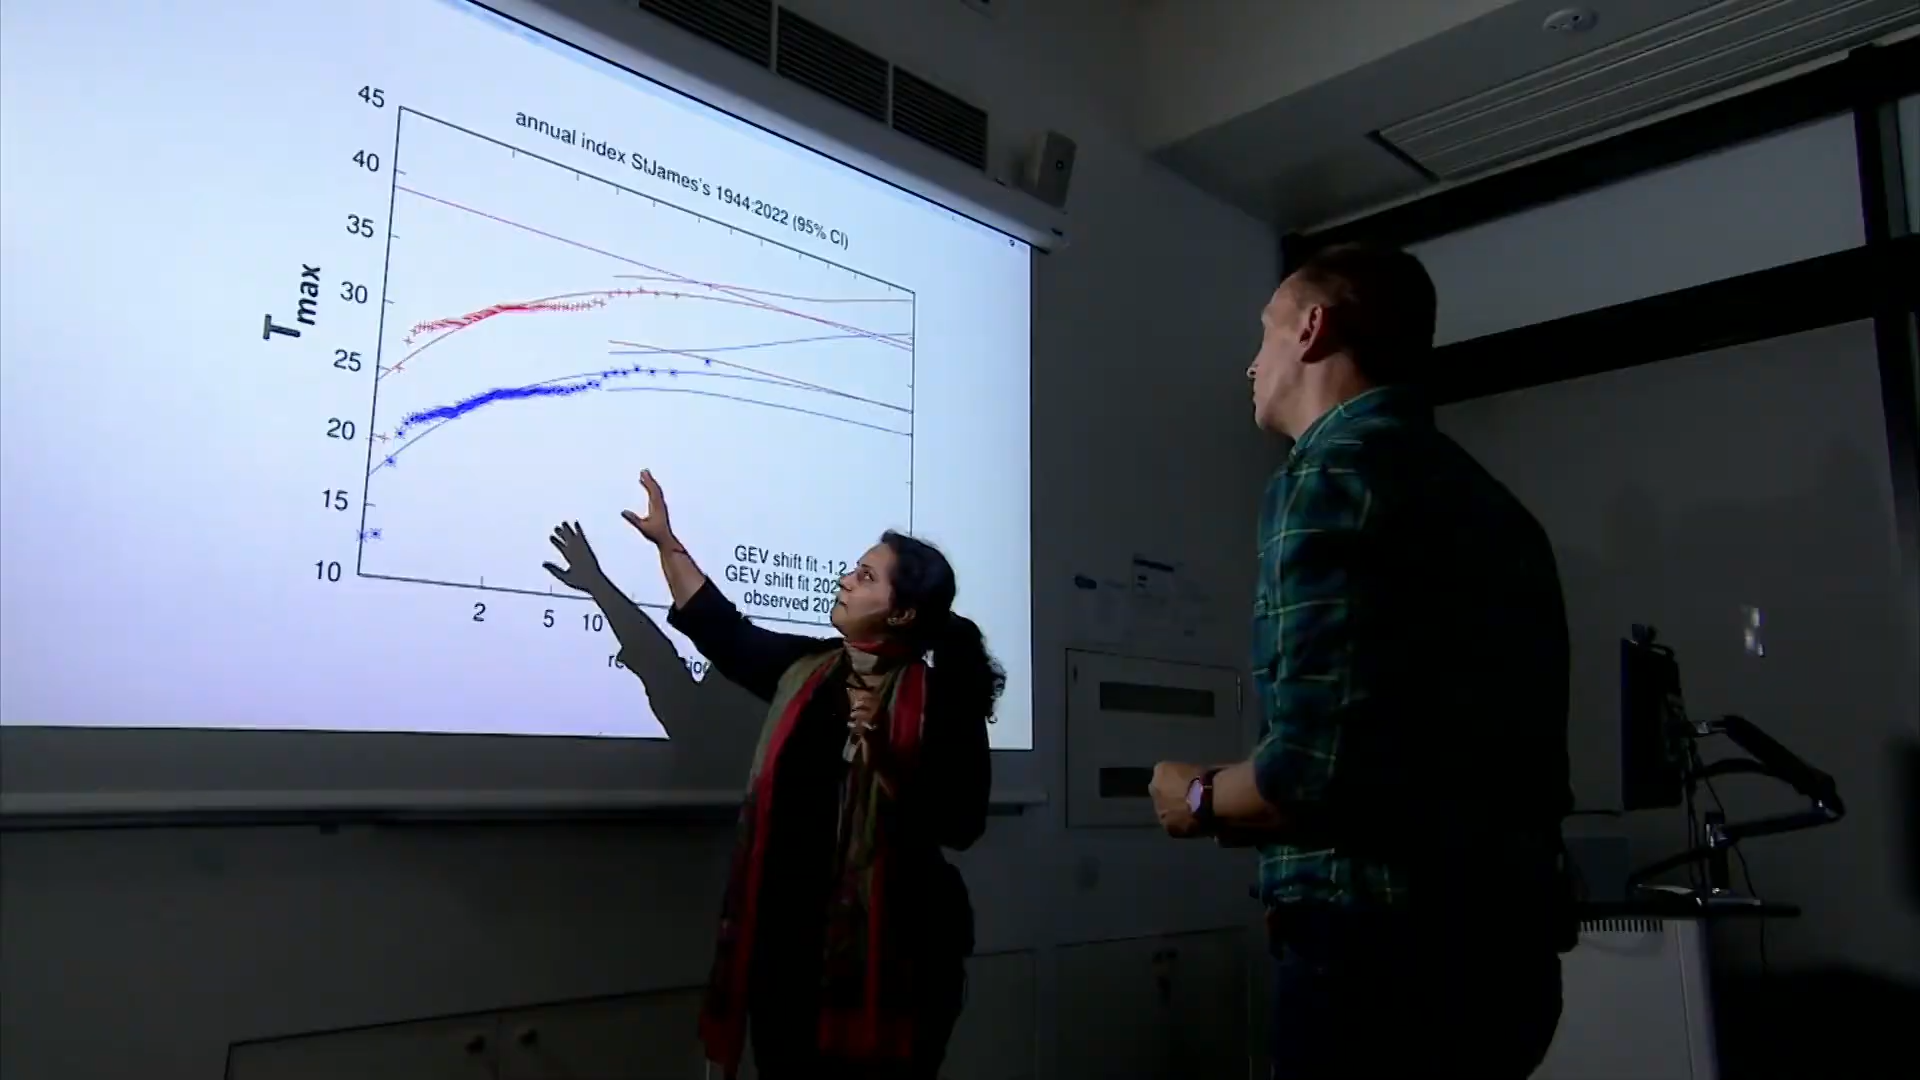 annual index StJames's 1944:2022 (95% CI)
45
40
35
30
25
20
15
10
Tmax
2 5 10
GEV shift fit -1.2
GEV shift fit 202
observed 20